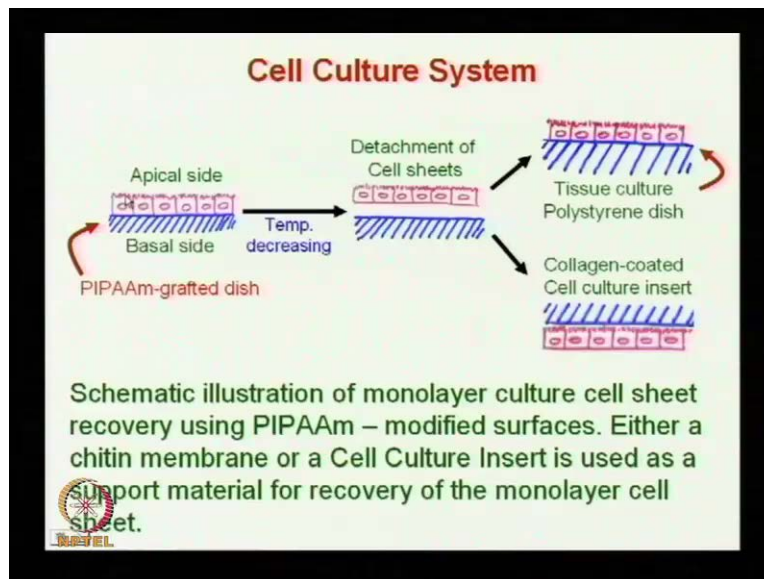 Cell Culture System
Apical side
Basal side
PIPAAm-grafted dish
Temp.
decreasing
Detachment of
Cell sheets
Tissue culture
Polystyrene dish
Collagen-coated
Cell culture insert
Schematic illustration of monolayer culture cell sheet
recovery using PIPAAm – modified surfaces. Either a
chitin membrane or a Cell Culture Insert is used as a
support material for recovery of the monolayer cell
sheet.
NPTEL